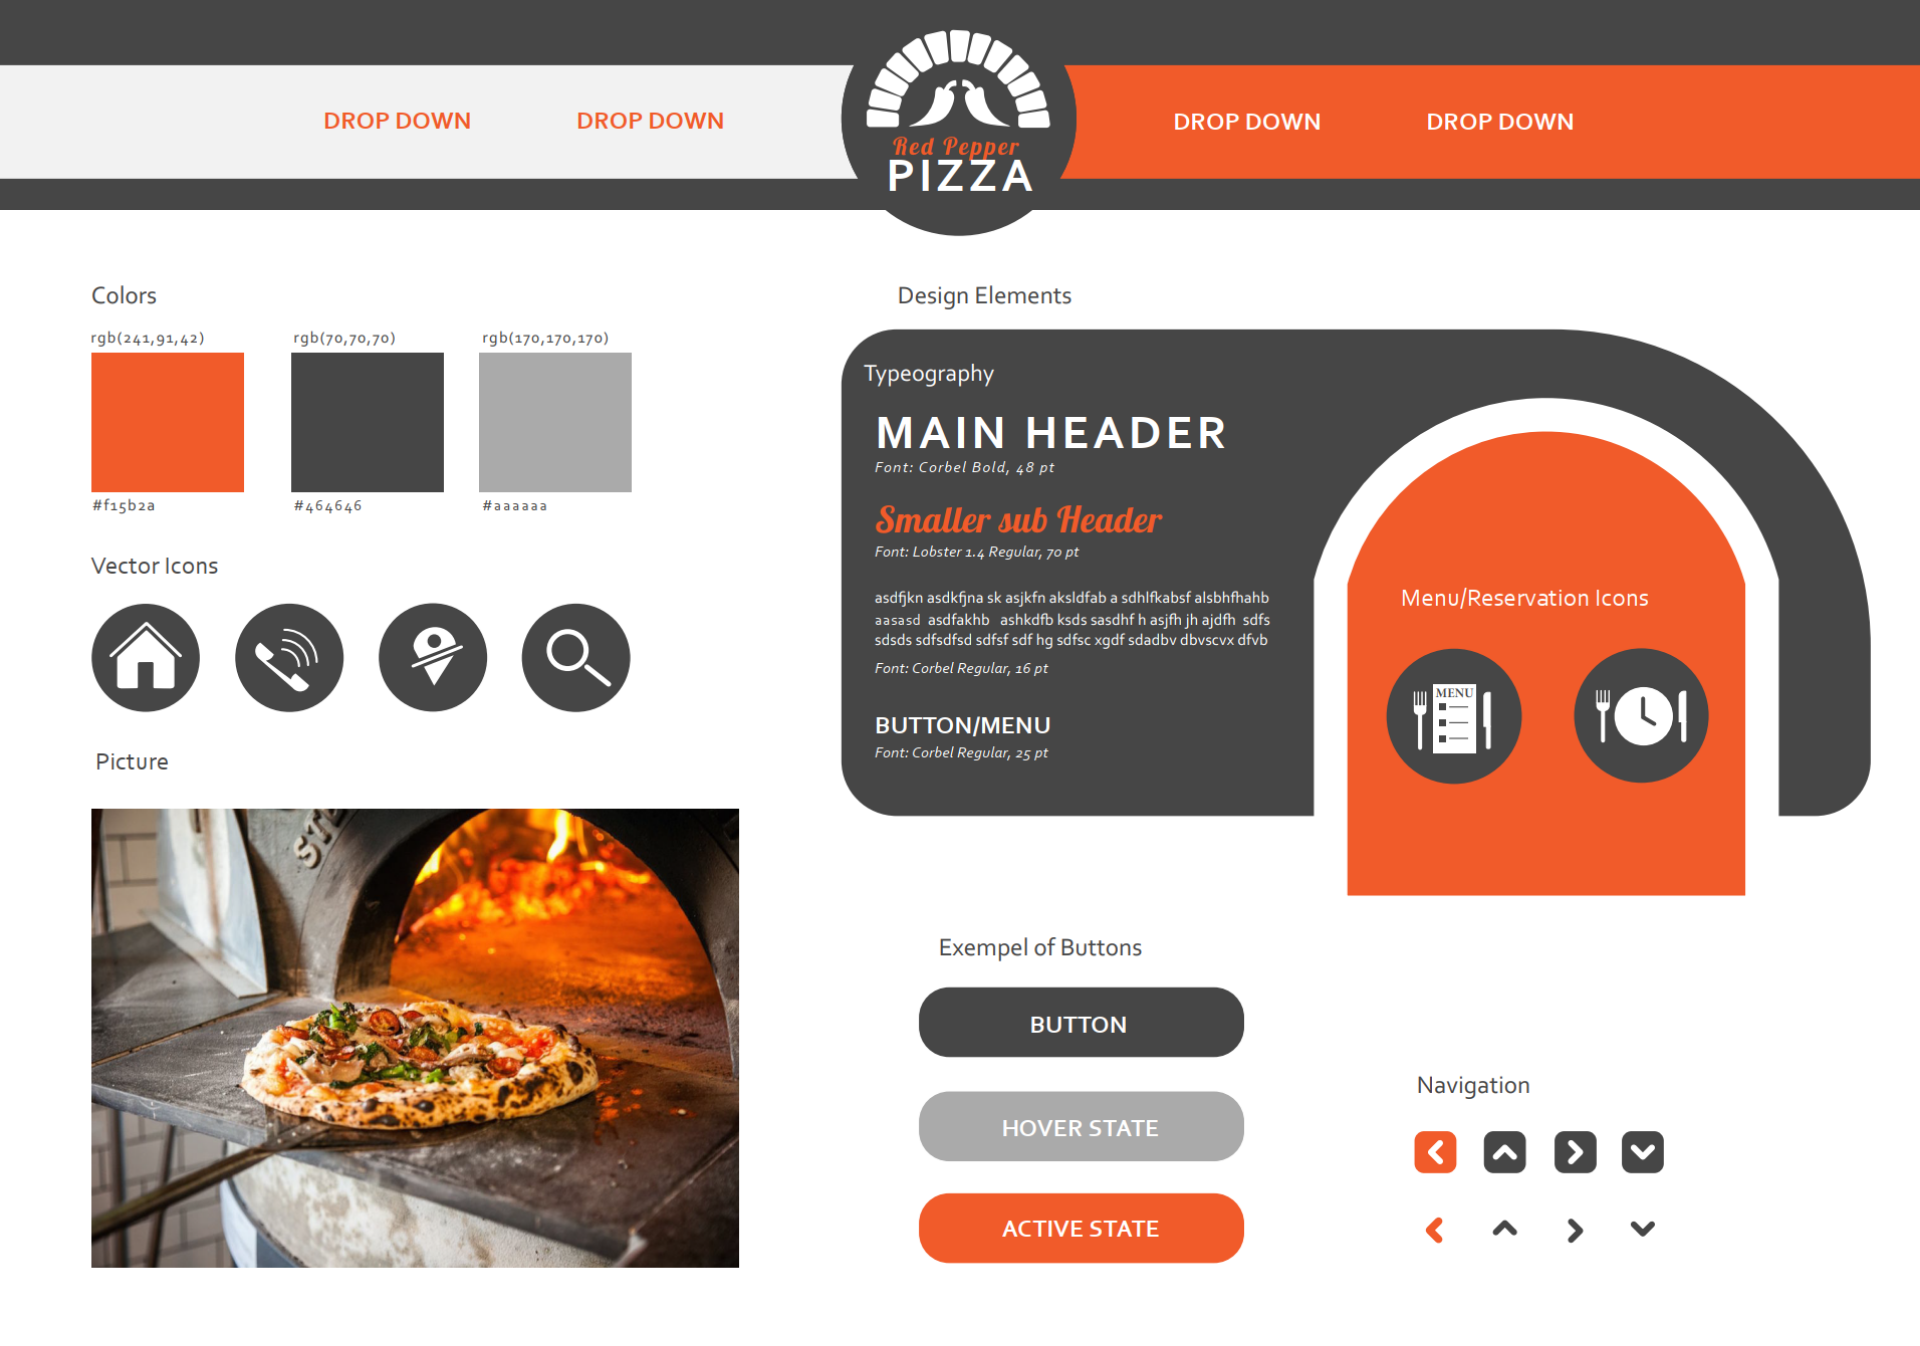 DROP DOWN
DROP DOWN
Red Pepper
PIZZA
DROP DOWN
DROP DOWN
Colors
rgb(241,91,42)
rgb(70,70,70)
rgb(170,170,170)
#f15b2a
#464646
#aaaaaa
Vector Icons
Picture
Design Elements
Typeography
MAIN HEADER
Font: Corbel Bold, 48 pt
Smaller sub Header
Font: Lobster 1.4 Regular, 70 pt
asdfjkn asdkfjna sk asjkfn aksldfab a sdhlfkabsf alsbhfhahb
aasasd asdfakhb ashkdfb ksds sasdhf h asjfh jh ajdfh sdfs
sdsds sdfsdfsd sdfsf sdf hg sdfsc xgdf sdadbv dbvscvx dfvb
Font: Corbel Regular, 16 pt
BUTTON/MENU
Font: Corbel Regular, 25 pt
Menu/Reservation Icons
MENU
Exempel of Buttons
BUTTON
HOVER STATE
ACTIVE STATE
Navigation